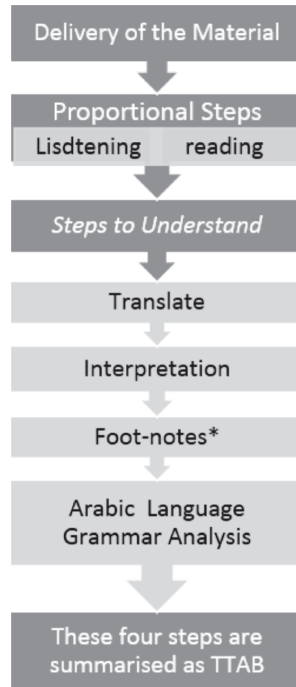 Delivery of the Material
Proportional Steps
Lisdtening reading
Steps to Understand
Translate
Interpretation
Foot-notes*
Arabic Language
Grammar Analysis
These four steps are
summarised as TTAB